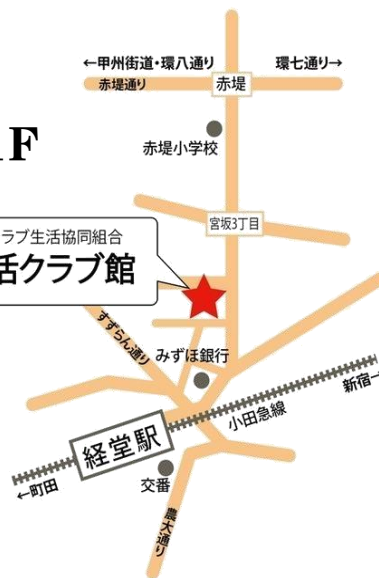 ←甲州街道・環八通り 環七通り→
赤堤通り
赤堤
1F
赤堤小学校
宮坂3丁目
ラブ生活協同組合
活クラブ館
すずらん通り
みずほ銀行
新宿→
小田急線
経堂駅
←町田
交番
農大通り